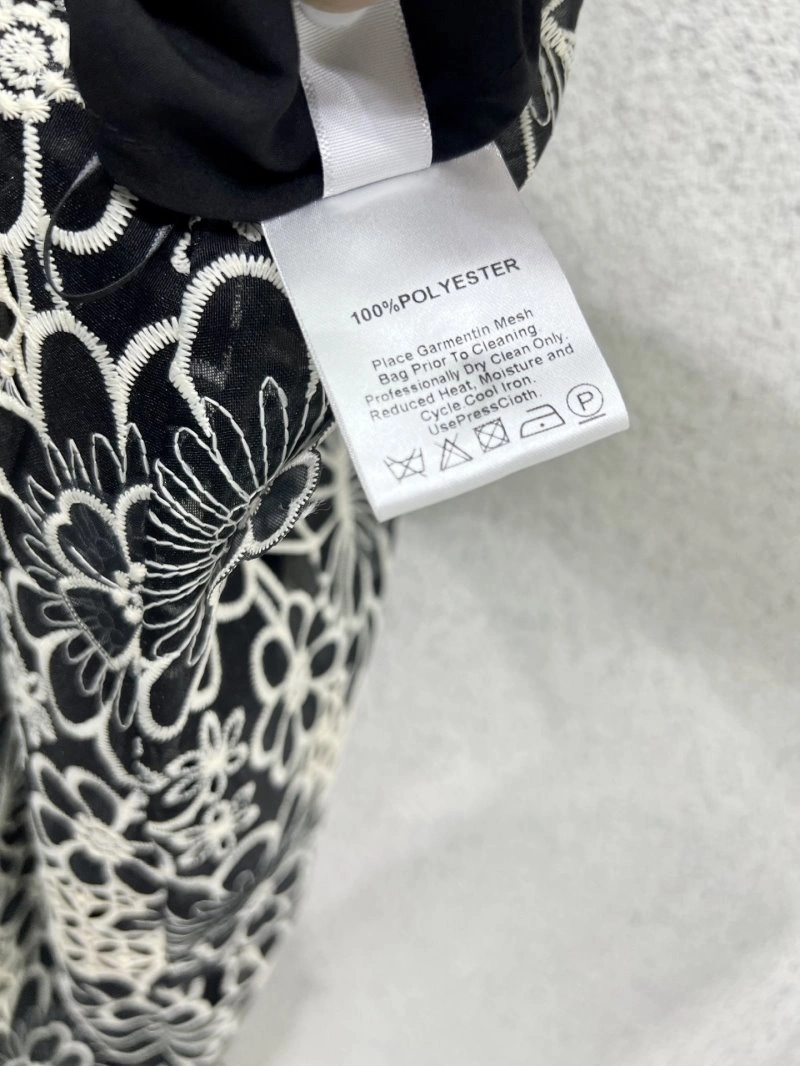 100%POLYESTER
Place Garmentin Mesh
Bag Prior To Cleaning
Professionally Dry Clean Only.
Reduced Heat, Moisture and
Cycle Cool Iron.
UsePressCloth.
P